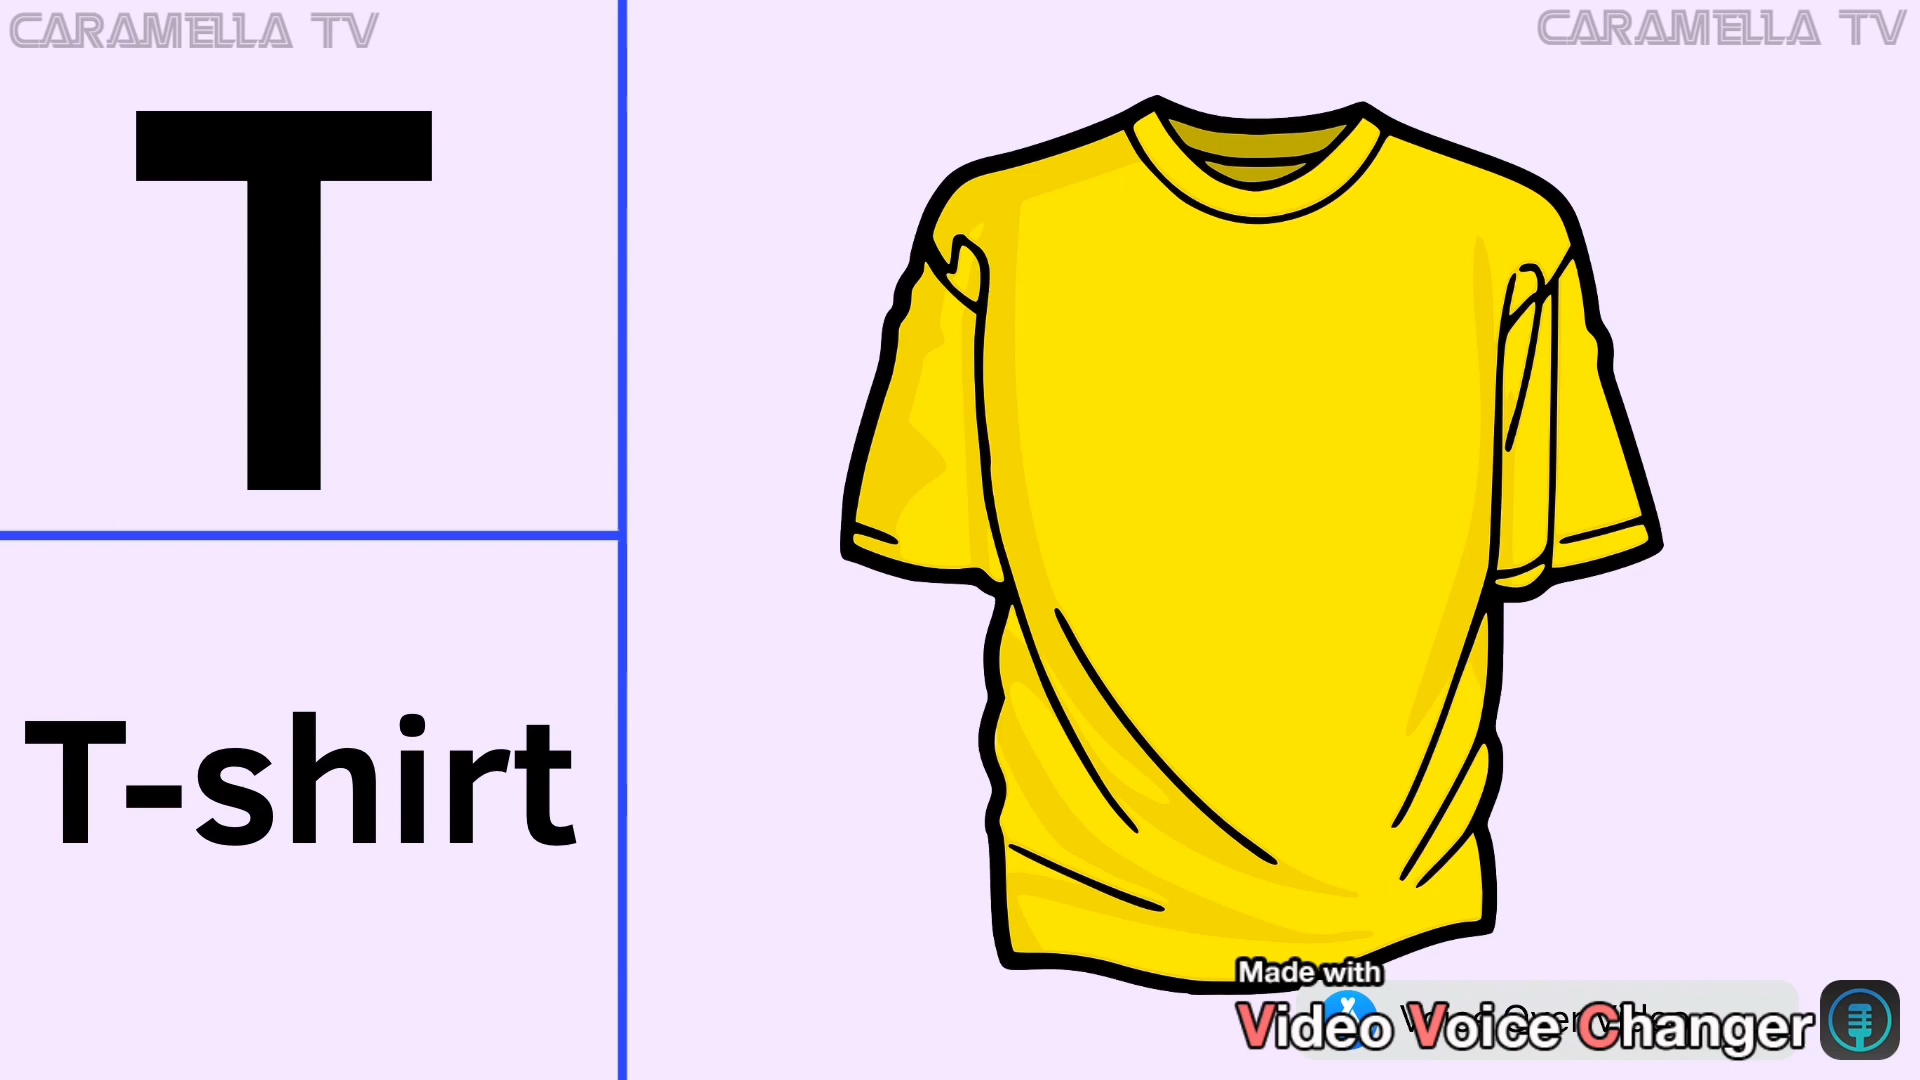 CARAMELLA TV
CARAMELLA TV
T
T-shirt
Made with
Video Voice Changer